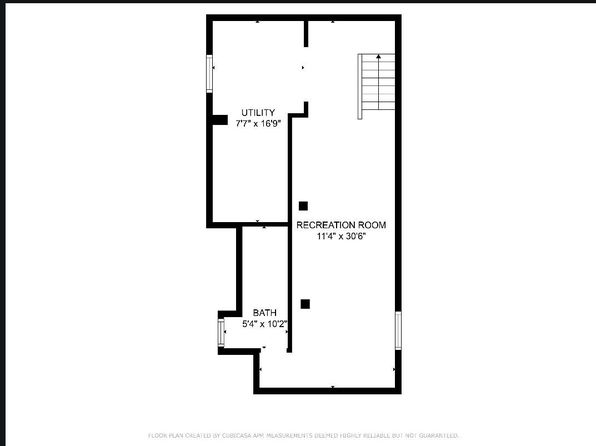 UTILITY
7'7" x 16'9"
RECREATION ROOM
11'4" x 30'6"
BATH
5'4" x 10'2"
FLOOR PLAN CREATED BY CUBICASA APP. MEASUREMENTS DEEMED HIGHLY RELIABLE BUT NOT GUARANTEED.